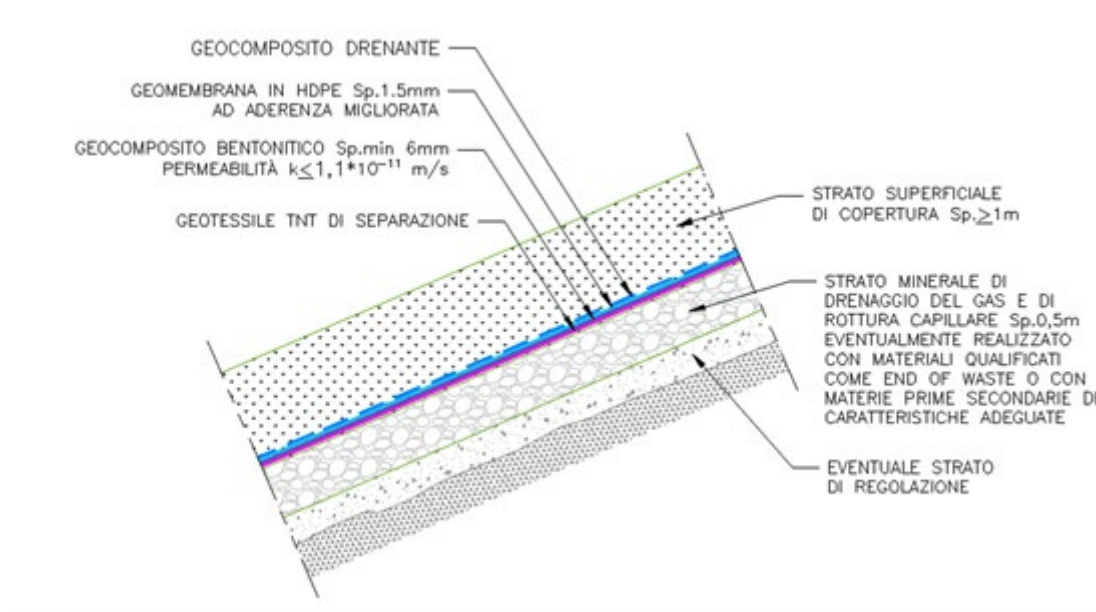 GEOCOMPOSITO DRENANTE
GEOMEMBRANA IN HDPE Sp.1.5mm
AD ADERENZA MIGLIORATA
GEOCOMPOSITO BENTONITICO Sp.min 6mm
PERMEABILITÀ k≤1,1*10⁻¹¹ m/s
GEOTESSILE TNT DI SEPARAZIONE
STRATO SUPERFICIALE
DI COPERTURA Sp.≥1m
STRATO MINERALE DI
DRENAGGIO DEL GAS E DI
ROTTURA CAPILLARE Sp.0,5m
EVENTUALMENTE REALIZZATO
CON MATERIALI QUALIFICATI
COME END OF WASTE O CON
MATERIE PRIME SECONDARIE DI
CARATTERISTICHE ADEGUATE
EVENTUALE STRATO
DI REGOLAZIONE